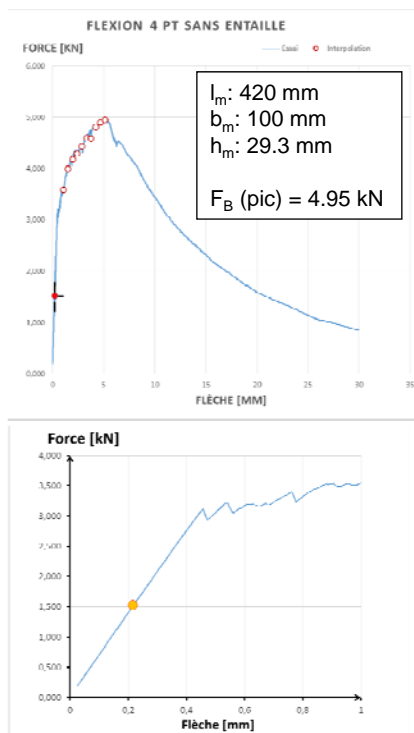 FLEXION 4 PT SANS ENTAILLE
FORCE [KN]
Essai
Interpolation
6,000
5,000
4,000
3,000
2,000
1,000
0,000
0 5 10 15 20 25 30 35
FLÈCHE [MM]
lm: 420 mm
bm: 100 mm
hm: 29.3 mm
FB (pic) = 4.95 kN
Force [kN]
4,000
3,500
3,000
2,500
2,000
1,500
1,000
0,500
0,000
0 0,2 0,4 0,6 0,8 1
Flèche [mm]